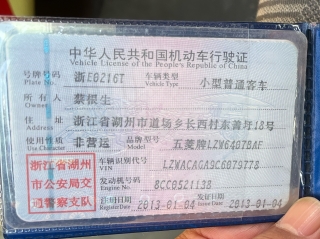 中华人民共和国机动车行驶证
Vehicle License of the People's Republic of China
号牌号码 浙E0216T 车辆类型 小型普通客车
Plate No. Vehicle Type
所有人 蔡根生
Owner
住址 浙江省湖州市道场乡长西村东菁圩18号
Address
使用性质 非营运 品牌型号 五菱牌LZW6407BAF
Use Character Model
浙江省湖州 车辆识别代号 LZWACAGA9C6079778
VIN
市公安局交 发动机号码 8CC0521138
Engine No.
通警察支队 注册日期 2013-01-04 发证日期 2013-01-04
Register Date Issue Date